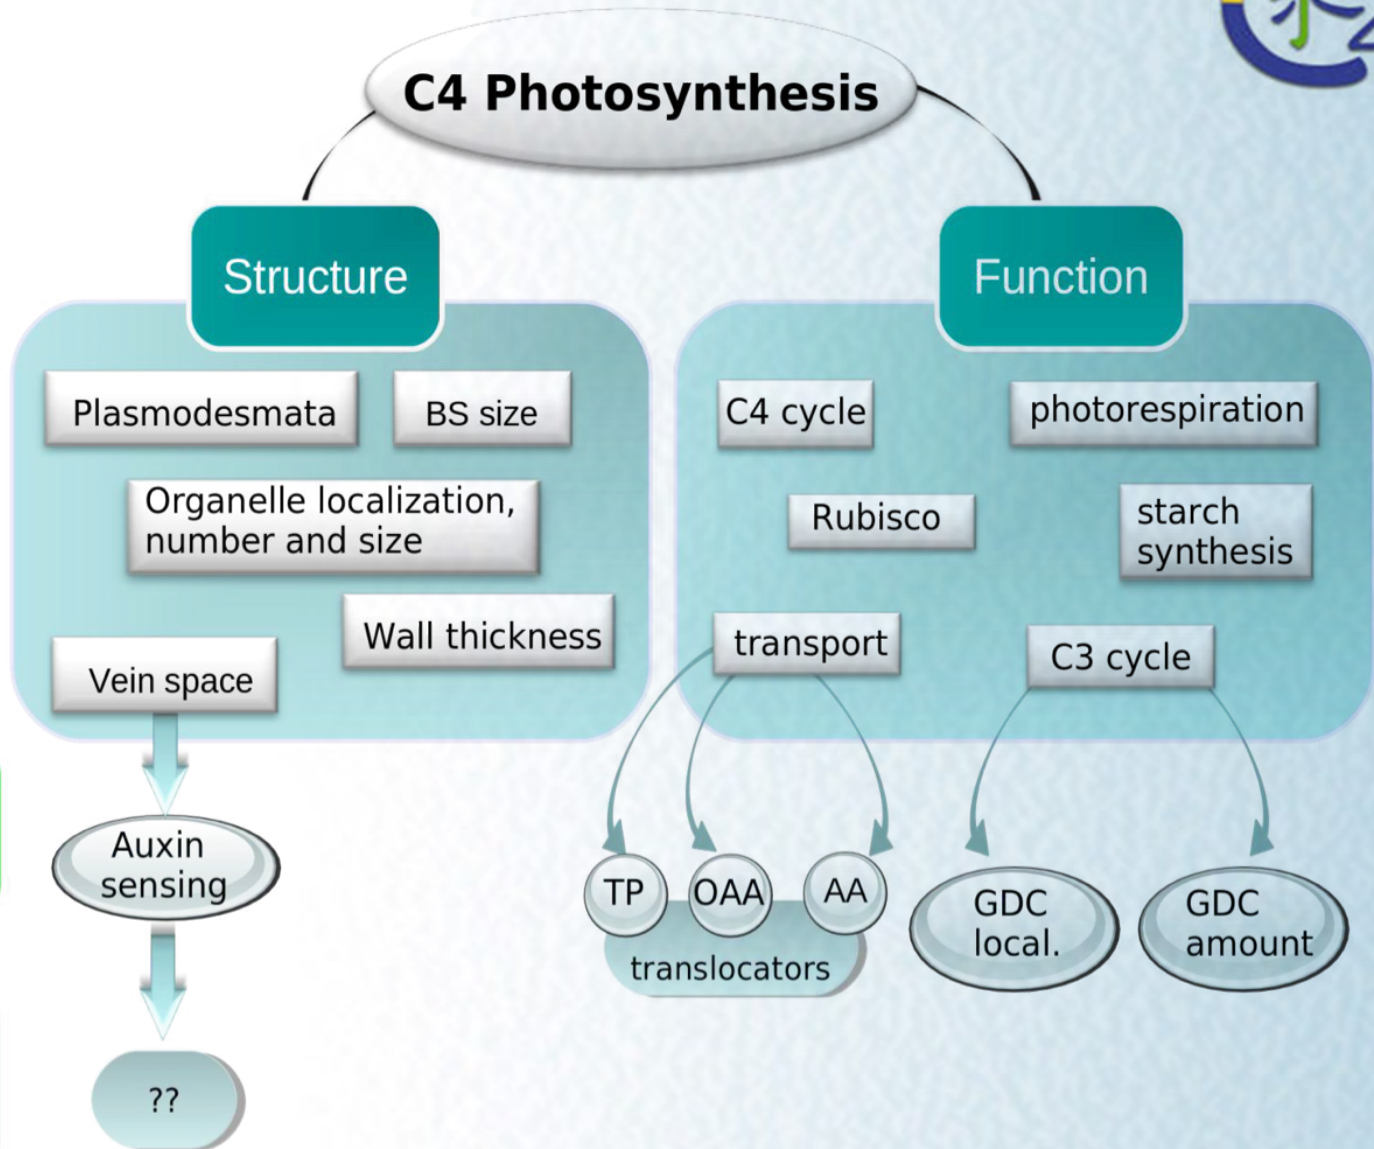 C4 Photosynthesis
Structure
Function
Plasmodesmata
BS size
Organelle localization,
number and size
Wall thickness
Vein space
Auxin
sensing
??
C4 cycle
photorespiration
Rubisco
starch
synthesis
transport
C3 cycle
TP
OAA
AA
translocators
GDC
local.
GDC
amount